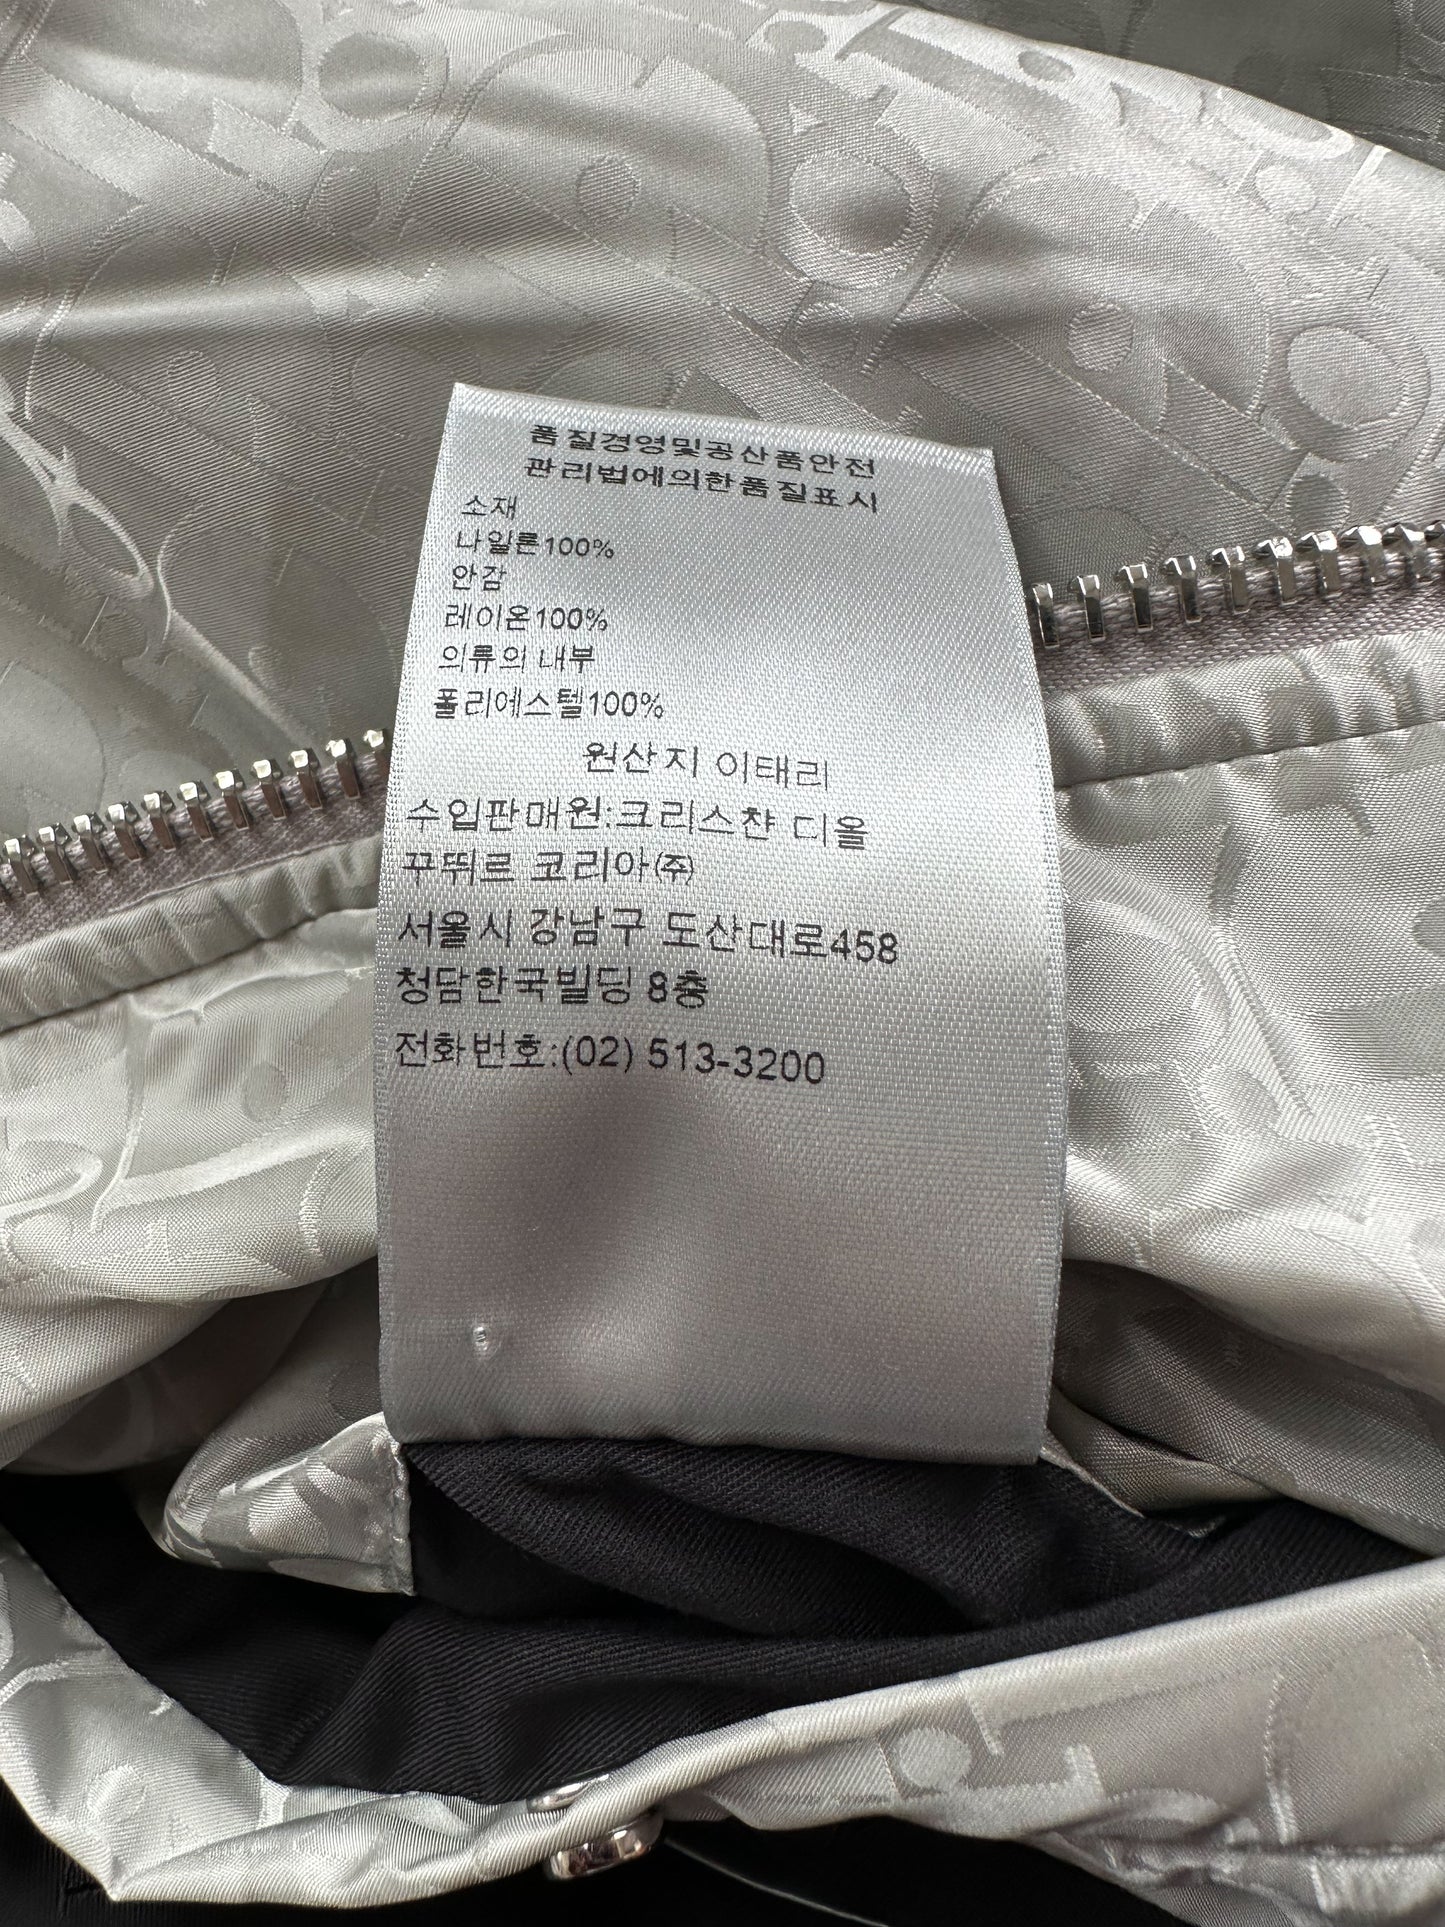 품질경영및공산품안전
관리법에의한품질표시
소재
나일론100%
안감
레이온100%
의류의 내부
폴리에스텔100%
원산지 이태리
수입판매원:크리스챤 디올
꾸뛰르 코리아(주)
서울시 강남구 도산대로458
청담한국빌딩 8층
전화번호:(02) 513-3200